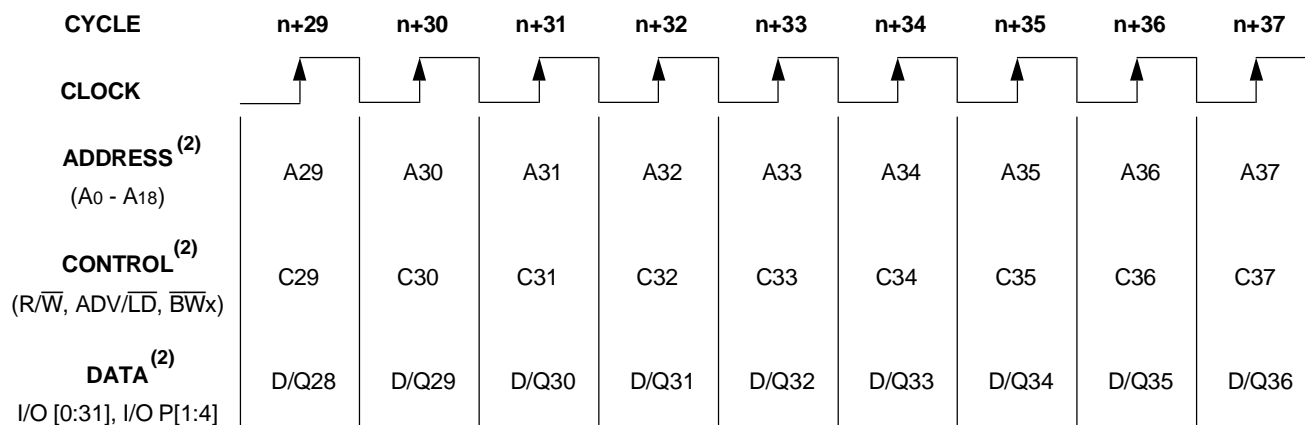 CYCLE n+29 n+30 n+31 n+32 n+33 n+34 n+35 n+36 n+37
CLOCK
ADDRESS(2) A29 A30 A31 A32 A33 A34 A35 A36 A37
(A0 - A18)
CONTROL(2) C29 C30 C31 C32 C33 C34 C35 C36 C37
(R/W̅, ADV/L̅D̅, B̅W̅x)
DATA(2) D/Q28 D/Q29 D/Q30 D/Q31 D/Q32 D/Q33 D/Q34 D/Q35 D/Q36
I/O [0:31], I/O P[1:4]